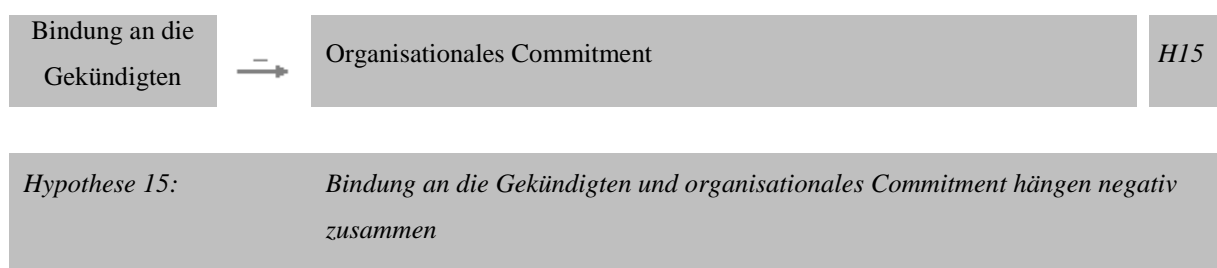 Bindung an die
Gekündigten
–
Organisationales Commitment
H15
Hypothese 15:
Bindung an die Gekündigten und organisationales Commitment hängen negativ
zusammen